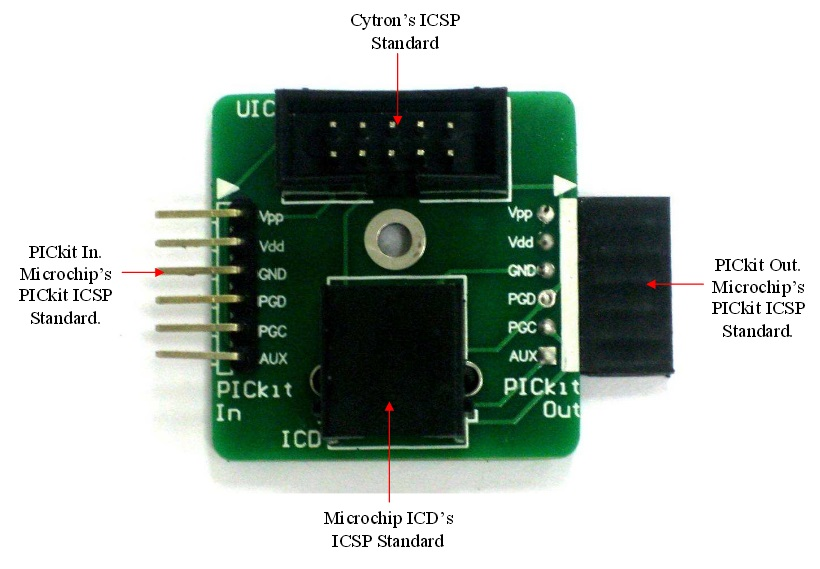 Cytron's ICSP
Standard
UIC
Vpp
Vdd
GND
PGD
PGC
AUX
PICkit
In
Vpp
Vdd
GND
PGD
PGC
AUX
PICkit
Out
ICD
PICkit In.
Microchip's
PICkit ICSP
Standard.
PICkit Out.
Microchip's
PICkit ICSP
Standard.
Microchip ICD's
ICSP Standard